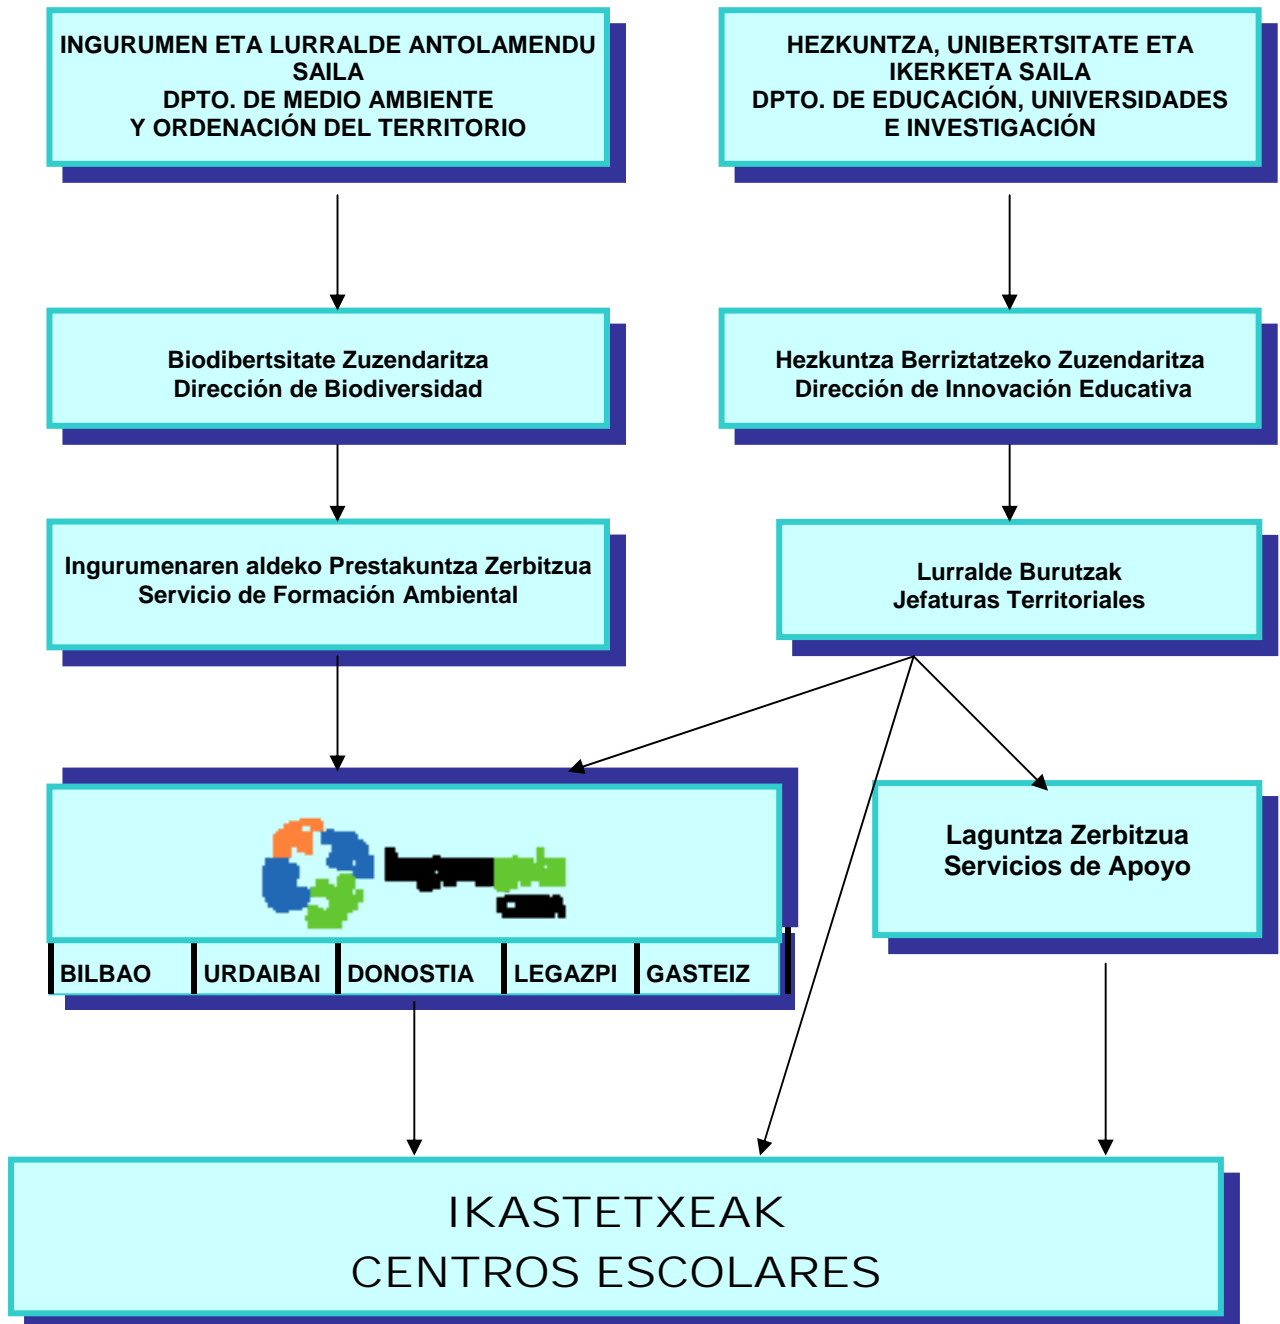 INGURUMEN ETA LURRALDE ANTOLAMENDU
SAILA
DPTO. DE MEDIO AMBIENTE
Y ORDENACIÓN DEL TERRITORIO
HEZKUNTZA, UNIBERTSITATE ETA
IKERKETA SAILA
DPTO. DE EDUCACIÓN, UNIVERSIDADES
E INVESTIGACIÓN
Biodibertsitate Zuzendaritza
Dirección de Biodiversidad
Hezkuntza Berriztatzeko Zuzendaritza
Dirección de Innovación Educativa
Ingurumenaren aldeko Prestakuntza Zerbitzua
Servicio de Formación Ambiental
Lurralde Burutzak
Jefaturas Territoriales
Laguntza Zerbitzua
Servicios de Apoyo
BILBAO
URDAIBAI
DONOSTIA
LEGAZPI
GASTEIZ
IKASTETXEAK
CENTROS ESCOLARES